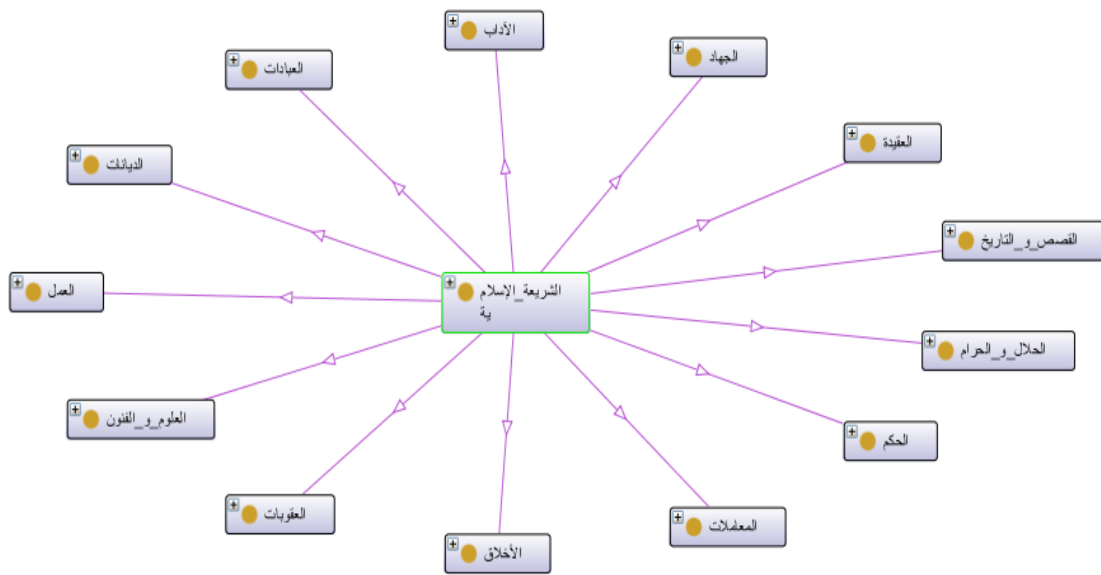 الآداب
الجهاد
العبادات
العقيدة
الديانات
القصص_و_التاريخ
الشريعة_الإسلام
ية
العمل
الحلال_و_الحرام
العلوم_و_الفنون
الحكم
العقوبات
المعاملات
الأخلاق